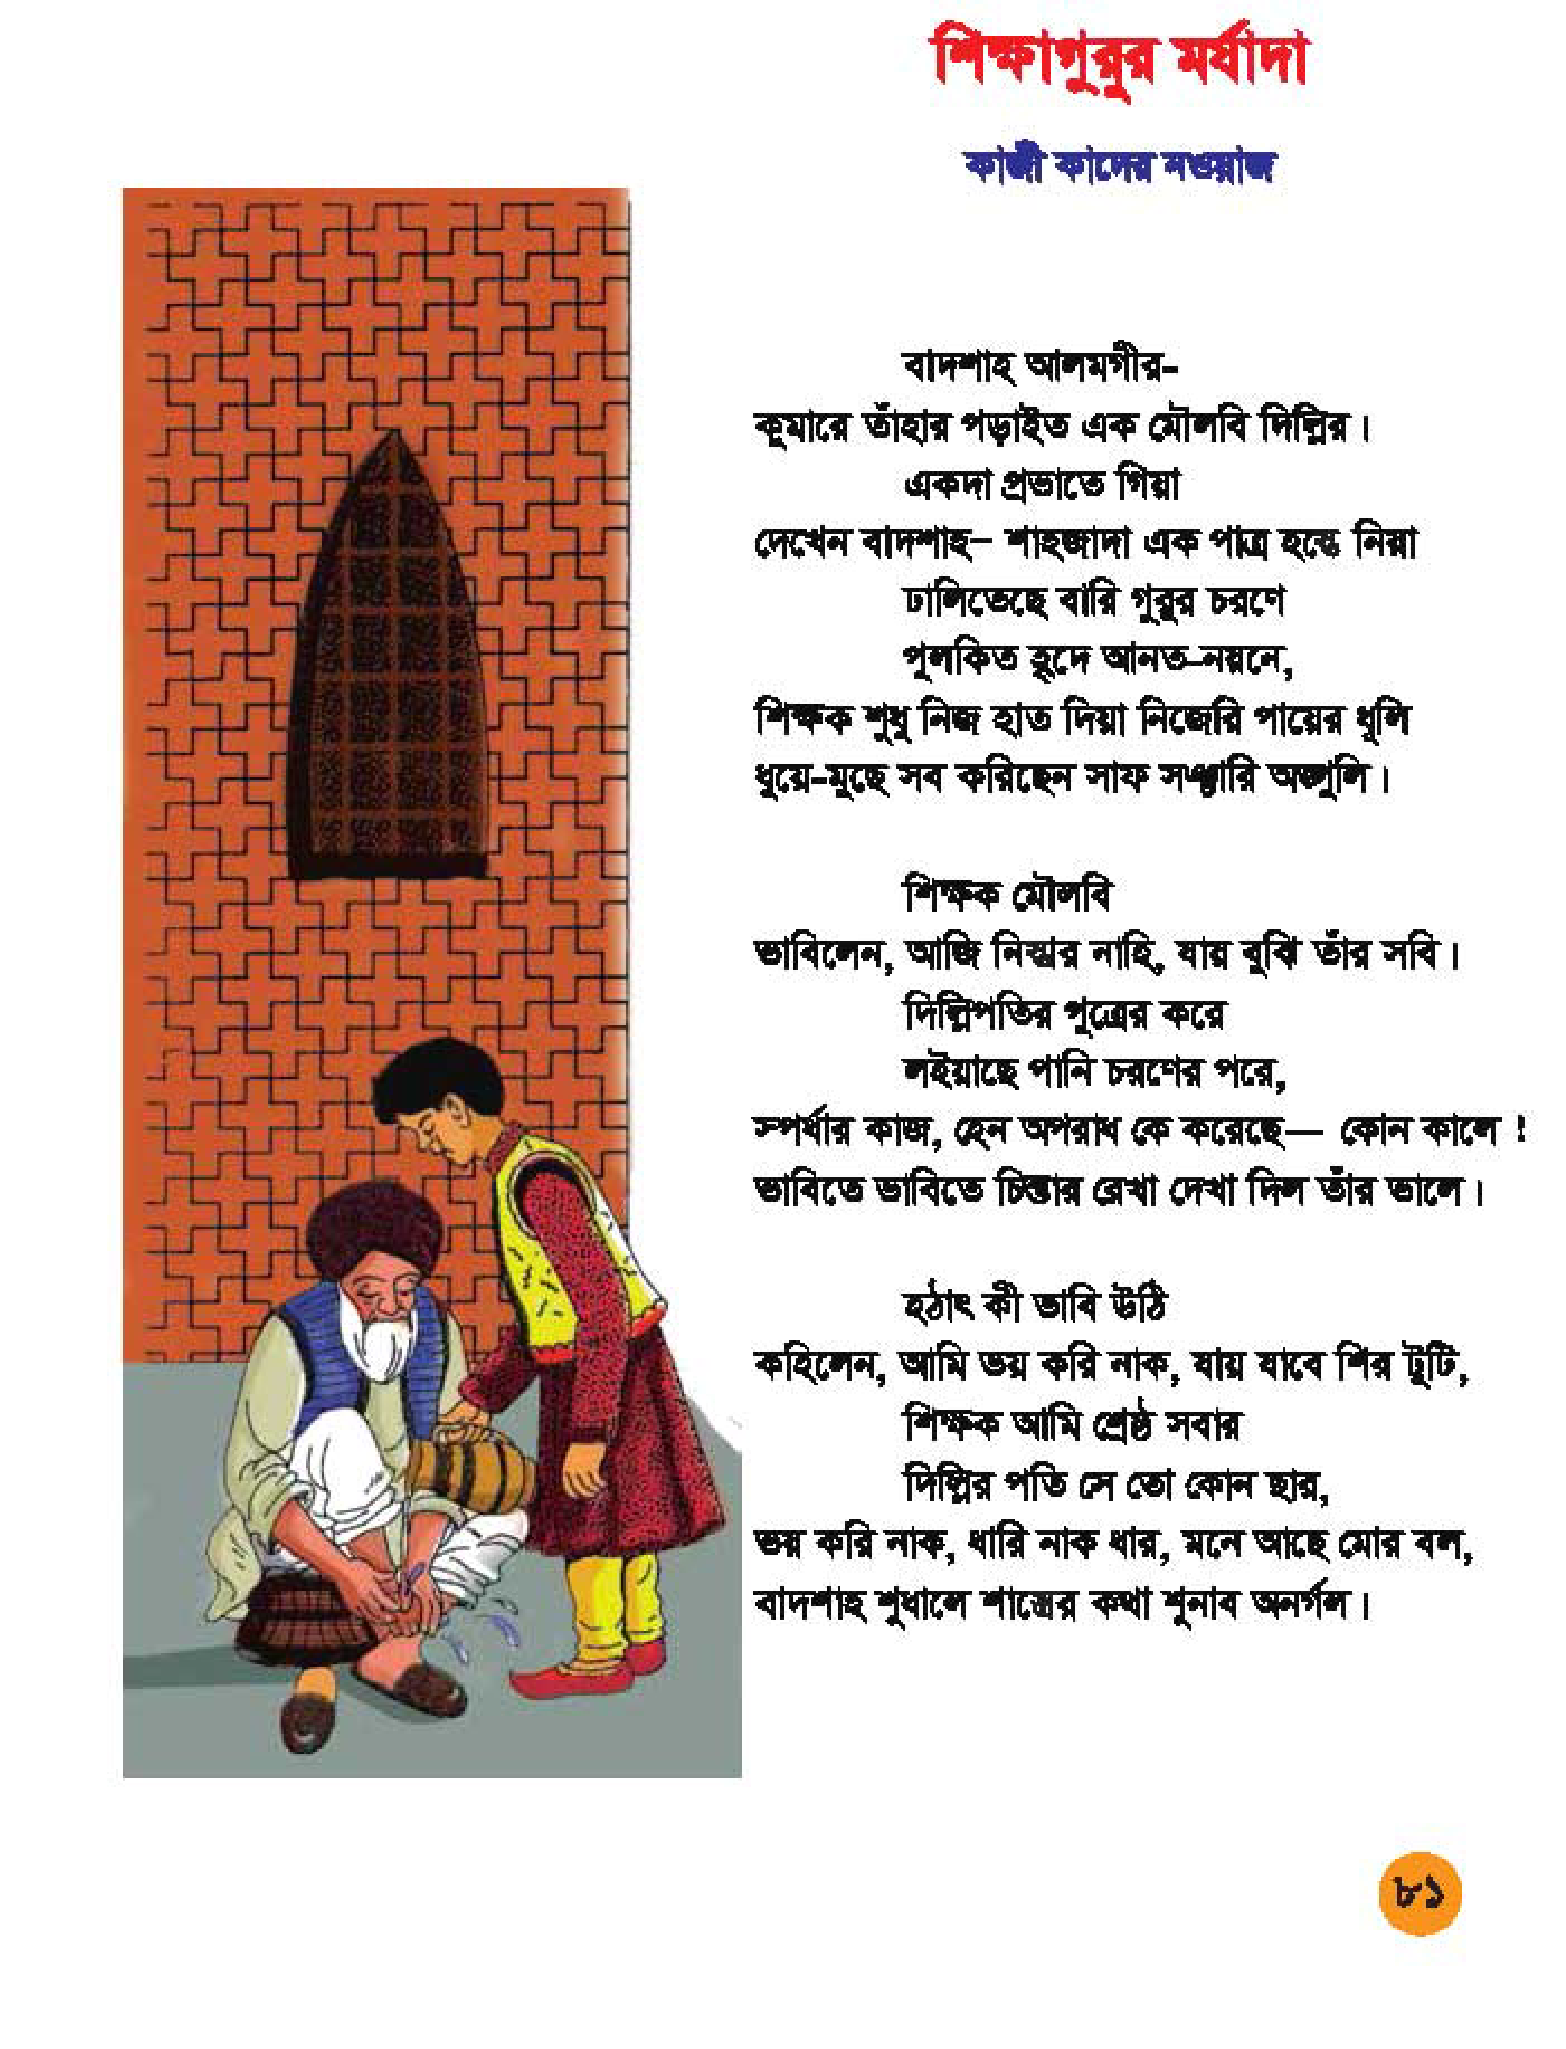 শিক্ষাগুরুর মর্যাদা
কাজী কাদের নওয়াজ
বাদশাহ আলমগীর-
কুমারে তাঁহার পড়াইত এক মৌলবি দিল্লির।
একদা প্রভাতে গিয়া
দেখেন বাদশাহ- শাহজাদা এক পাত্র হস্তে নিয়া
ঢালিতেছে বারি গুরুর চরণে
পুলকিত হৃদে আনত-নয়নে,
শিক্ষক শুধু নিজ হাত দিয়া নিজেরি পায়ের ধূলি
ধুয়ে-মুছে সব করিছেন সাফ সঞ্চারি অঙ্গুলি।
শিক্ষক মৌলবি
ভাবিলেন, আজি নিস্তার নাহি, যায় বুঝি তাঁর সবি।
দিল্লিপতির পুত্রের করে
লইয়াছে পানি চরণের পরে,
স্পর্ধার কাজ, হেন অপরাধ কে করেছে— কোন কালে !
ভাবিতে ভাবিতে চিন্তার রেখা দেখা দিল তাঁর ভালে।
হঠাৎ কী ভাবি উঠি
কহিলেন, আমি ভয় করি নাক, যায় যাবে শির টুটি,
শিক্ষক আমি শ্রেষ্ঠ সবার
দিল্লির পতি সে তো কোন ছার,
ভয় করি নাক, ধারি নাক ধার, মনে আছে মোর বল,
বাদশাহ শুধালে শাস্ত্রের কথা শুনাব অনর্গল।
৮১